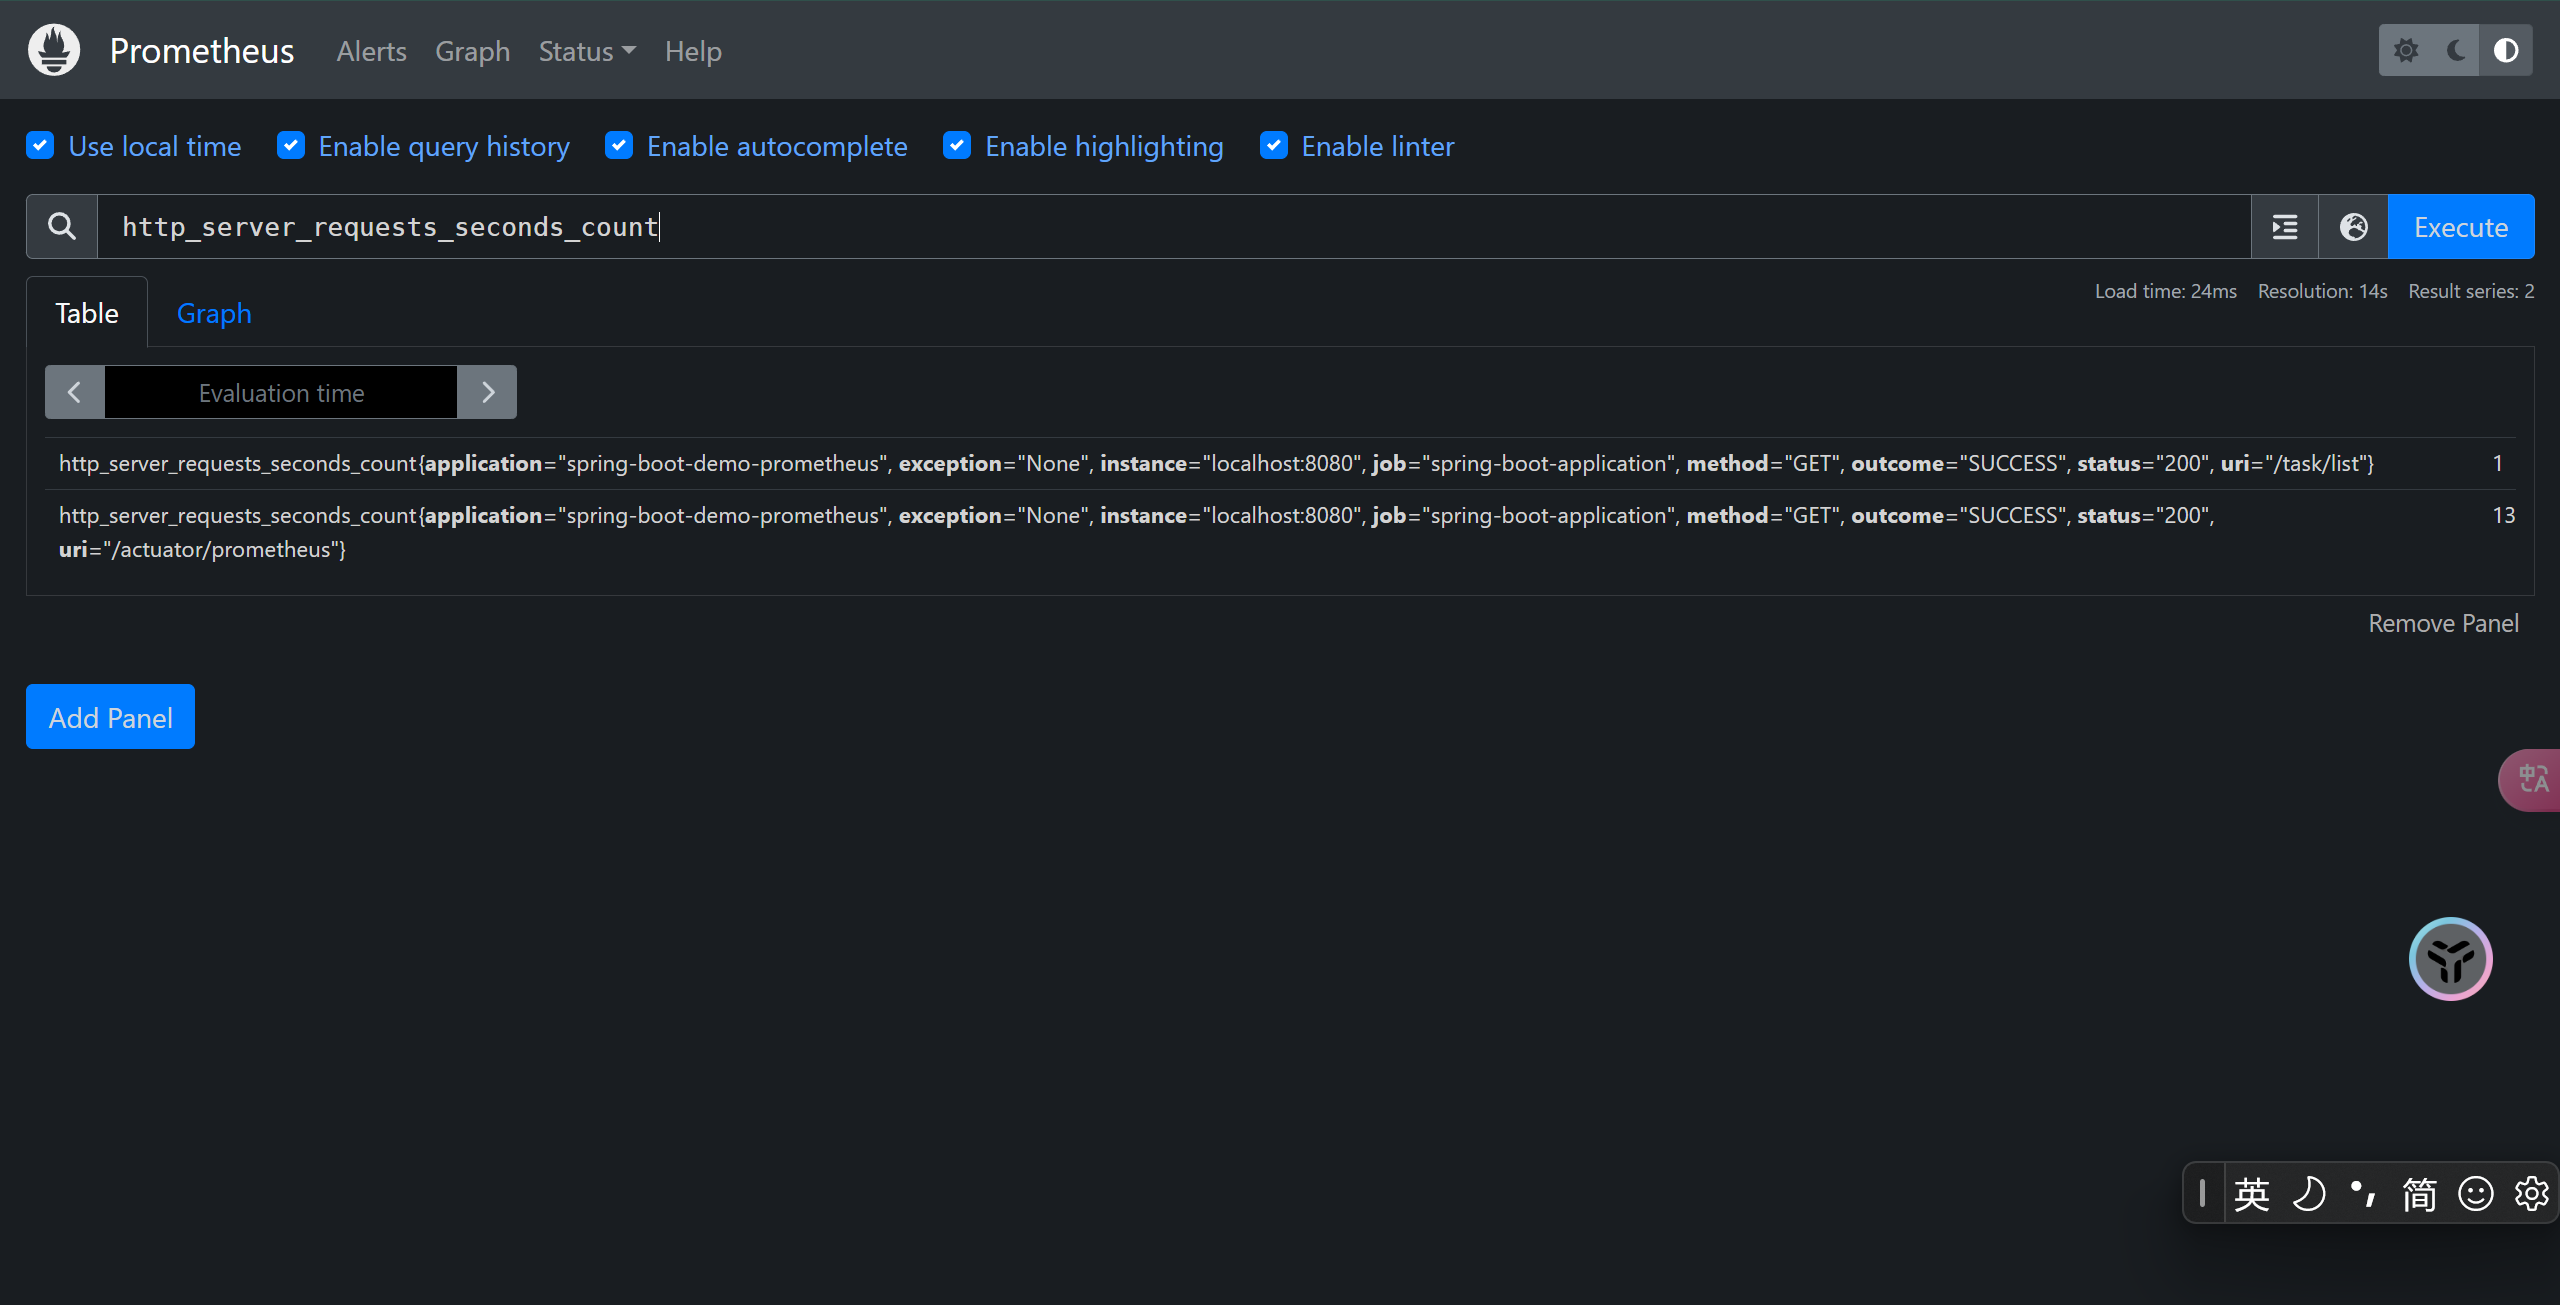 Prometheus Alerts Graph Status Help
Use local time Enable query history Enable autocomplete Enable highlighting Enable linter
http_server_requests_seconds_count Execute
Table Graph Load time: 24ms Resolution: 14s Result series: 2
Evaluation time
http_server_requests_seconds_count{application="spring-boot-demo-prometheus", exception="None", instance="localhost:8080", job="spring-boot-application", method="GET", outcome="SUCCESS", status="200", uri="/task/list"} 1
http_server_requests_seconds_count{application="spring-boot-demo-prometheus", exception="None", instance="localhost:8080", job="spring-boot-application", method="GET", outcome="SUCCESS", status="200", 13
uri="/actuator/prometheus"}
Remove Panel
Add Panel
中A
英 简